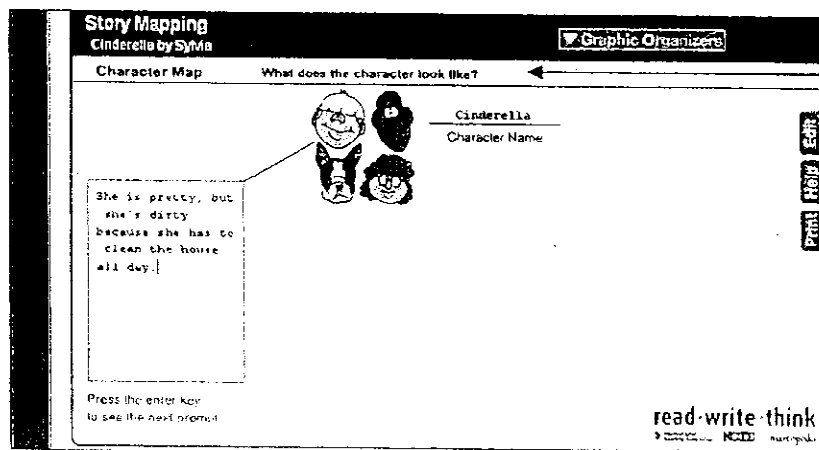 Story Mapping
Cinderella by Sylvia
Graphic Organizers
Character Map
What does the character look like?
Cinderella
Character Name
Edit
Help
Print
She is pretty, but
she's dirty
because she has to
clean the house
all day.
Press the enter key
to see the next prompt
read·write·think